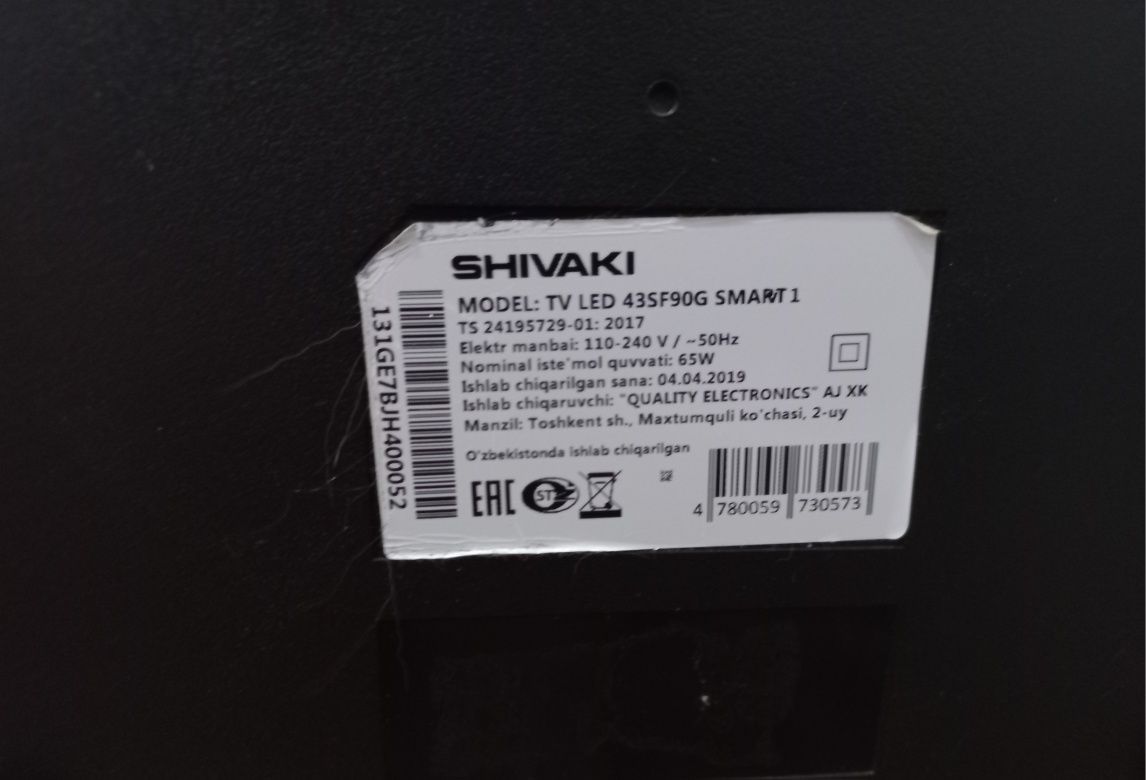 SHIVAKI
MODEL: TV LED 43SF90G SMART1
TS 24195729-01: 2017
Elektr manbai: 110-240 V / ~50Hz
Nominal iste'mol quvvati: 65W
Ishlab chiqarilgan sana: 04.04.2019
Ishlab chiqaruvchi: "QUALITY ELECTRONICS" AJ XK
Manzil: Toshkent sh., Maxtumquli ko'chasi, 2-uy
O'zbekistonda ishlab chiqarilgan
EAC
4 780059 730573
131GE7BJH400052